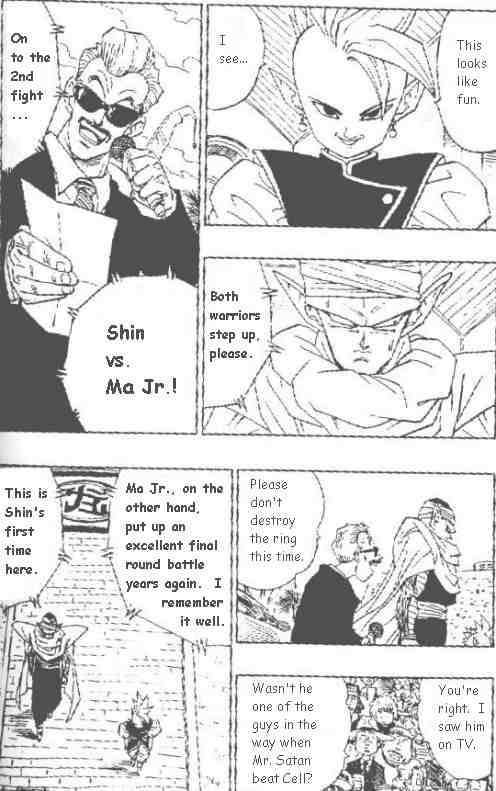 On
to the
2nd
fight
...
Shin
vs.
Ma Jr.!
I
see...
This
looks
like
fun.
Both
warriors
step up,
please.
This is
Shin's
first
time
here.
Ma Jr., on the
other hand,
put up an
excellent final
round battle
years again. I
remember
it well.
Please
don't
destroy
the ring
this time.
Wasn't he
one of the
guys in the
way when
Mr. Satan
beat Cell?
You're
right. I
saw him
on TV.